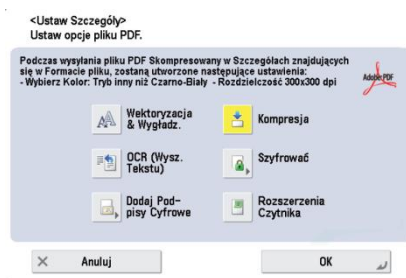 <Ustaw Szczegóły>
Ustaw opcje pliku PDF.
Podczas wysyłania pliku PDF Skompresowany w Szczegółach znajdujących
się w Formacie pliku, zostaną utworzone następujące ustawienia:
- Wybierz Kolor: Tryb inny niż Czarno-Biały - Rozdzielczość 300x300 dpi
Adobe PDF
Wektoryzacja
& Wygładz.
Kompresja
OCR (Wysz.
Tekstu)
Szyfrować
Dodaj Pod-
pisy Cyfrowe
Rozszerzenia
Czytnika
Anuluj
OK